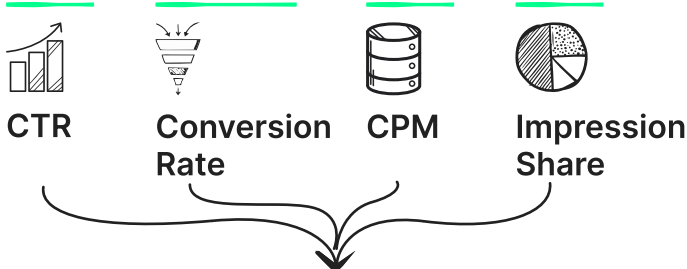 CTR
Conversion
Rate
CPM
Impression
Share